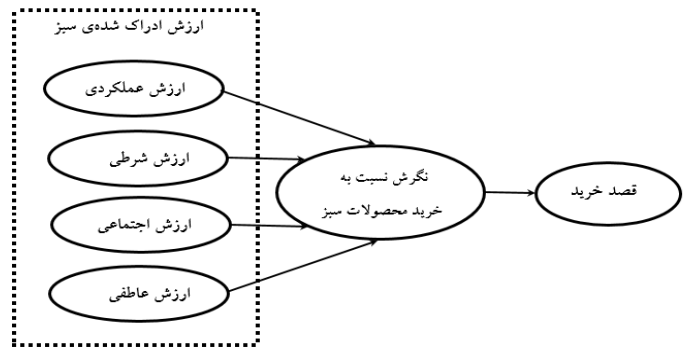 ارزش ادراک شده‌ی سبز
ارزش عملکردی
ارزش شرطی
ارزش اجتماعی
ارزش عاطفی
نگرش نسبت به
خرید محصولات سبز
قصد خرید